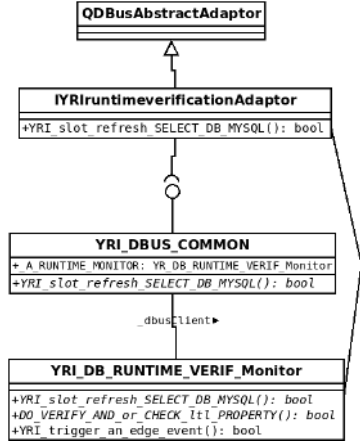 QDBusAbstractAdaptor
IYRIruntimeverificationAdaptor
+YRI_slot_refresh_SELECT_DB_MYSQL(): bool
YRI_DBUS_COMMON
+_A_RUNTIME_MONITOR: YR_DB_RUNTIME_VERIF_Monitor
+YRI_slot_refresh_SELECT_DB_MYSQL(): bool
_dbusClient
YRI_DB_RUNTIME_VERIF_Monitor
+YRI_slot_refresh_SELECT_DB_MYSQL(): bool
+DO_VERIFY_AND_or_CHECK_ltl_PROPERTY(): bool
+YRI_trigger_an_edge_event(): bool